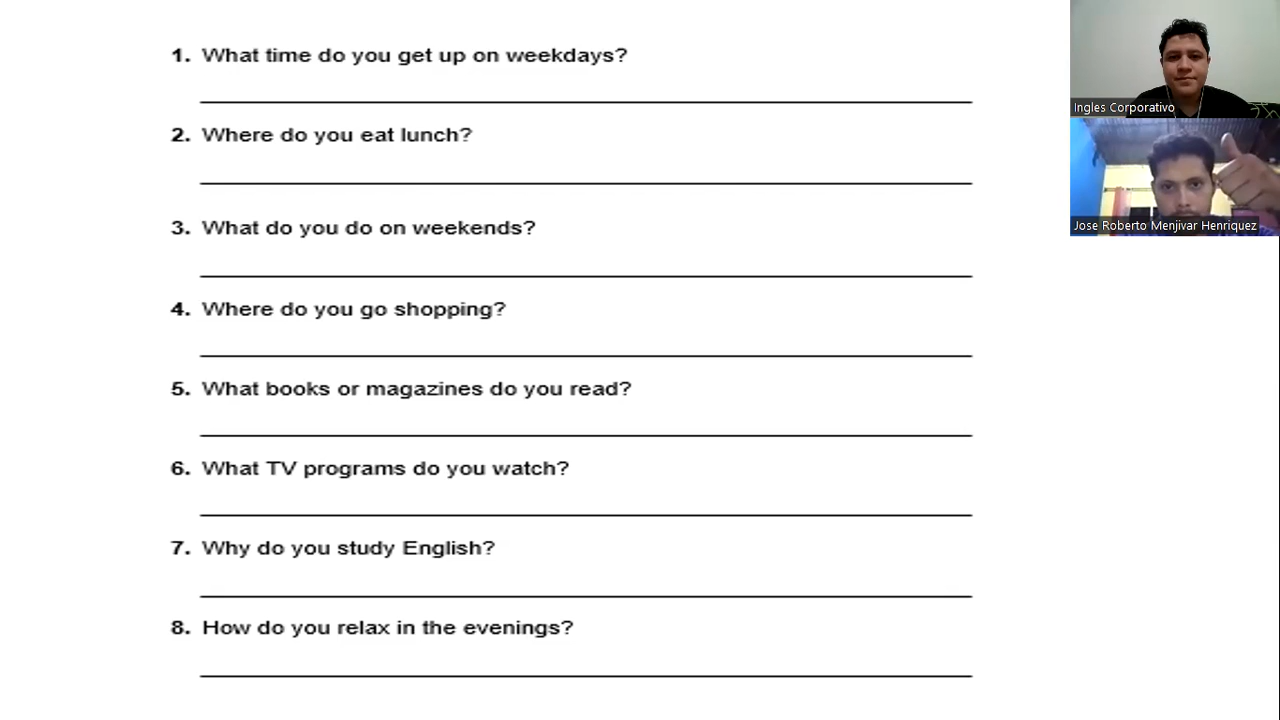 1. What time do you get up on weekdays?
2. Where do you eat lunch?
3. What do you do on weekends?
4. Where do you go shopping?
5. What books or magazines do you read?
6. What TV programs do you watch?
7. Why do you study English?
8. How do you relax in the evenings?
Ingles Corporativo
Jose Roberto Menjivar Henriquez